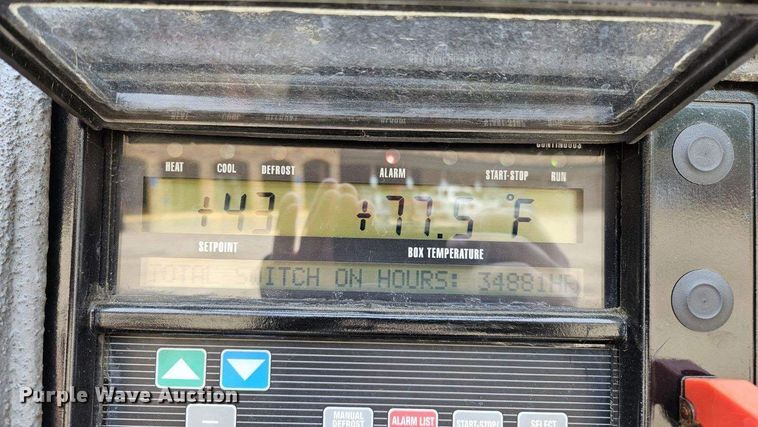 CONTINUOUS
HEAT COOL DEFROST ALARM START-STOP RUN
+43 +77.5 °F
SETPOINT BOX TEMPERATURE
TOTAL SWITCH ON HOURS: 34881HR
Purple Wave Auction
MANUAL DEFROST ALARM LIST START-STOP/ SELECT